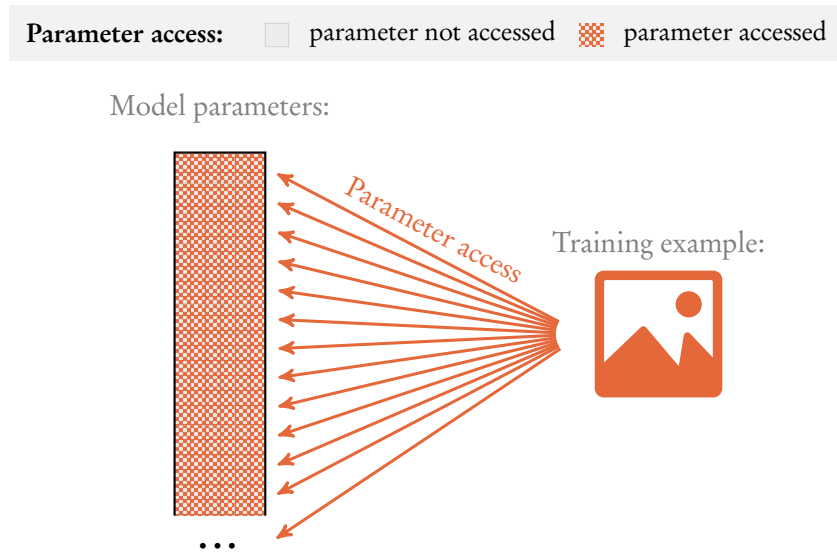 Parameter access: parameter not accessed parameter accessed
Model parameters:
Parameter access
Training example:
...